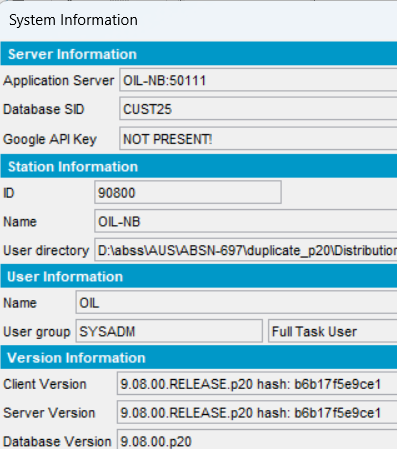 System Information
Server Information
Application Server OIL-NB:50111
Database SID CUST25
Google API Key NOT PRESENT!
Station Information
ID 90800
Name OIL-NB
User directory D:\abss\AUS\ABSN-697\duplicate_p20\Distribution
User Information
Name OIL
User group SYSADM Full Task User
Version Information
Client Version 9.08.00.RELEASE.p20 hash: b6b17f5e9ce1
Server Version 9.08.00.RELEASE.p20 hash: b6b17f5e9ce1
Database Version 9.08.00.p20